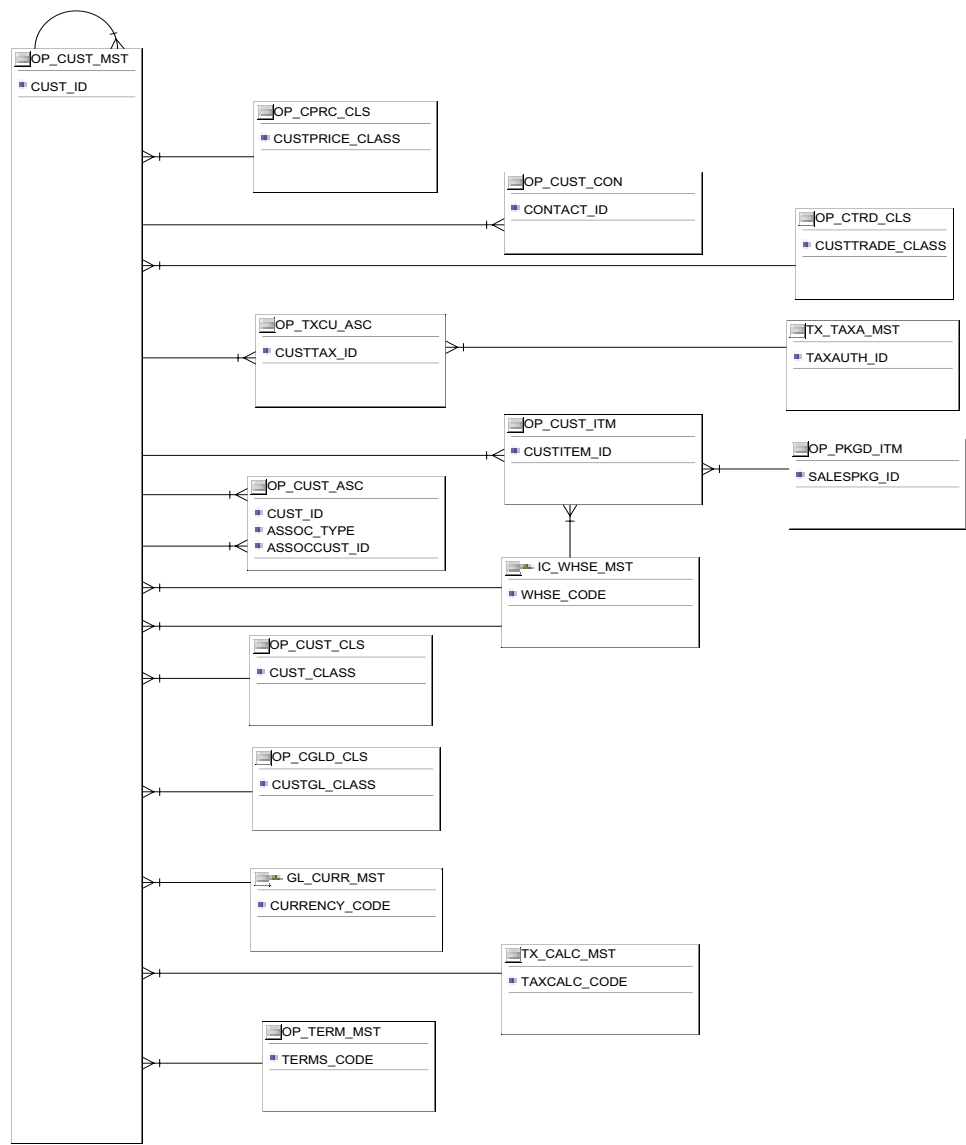 OP_CUST_MST
CUST_ID
OP_CPRC_CLS
CUSTPRICE_CLASS
OP_CUST_CON
CONTACT_ID
OP_CTRD_CLS
CUSTTRADE_CLASS
OP_TXCU_ASC
CUSTTAX_ID
TX_TAXA_MST
TAXAUTH_ID
OP_CUST_ITM
CUSTITEM_ID
OP_PKGD_ITM
SALESPKG_ID
OP_CUST_ASC
CUST_ID
ASSOC_TYPE
ASSOCCUST_ID
IC_WHSE_MST
WHSE_CODE
OP_CUST_CLS
CUST_CLASS
OP_CGLD_CLS
CUSTGL_CLASS
GL_CURR_MST
CURRENCY_CODE
TX_CALC_MST
TAXCALC_CODE
OP_TERM_MST
TERMS_CODE